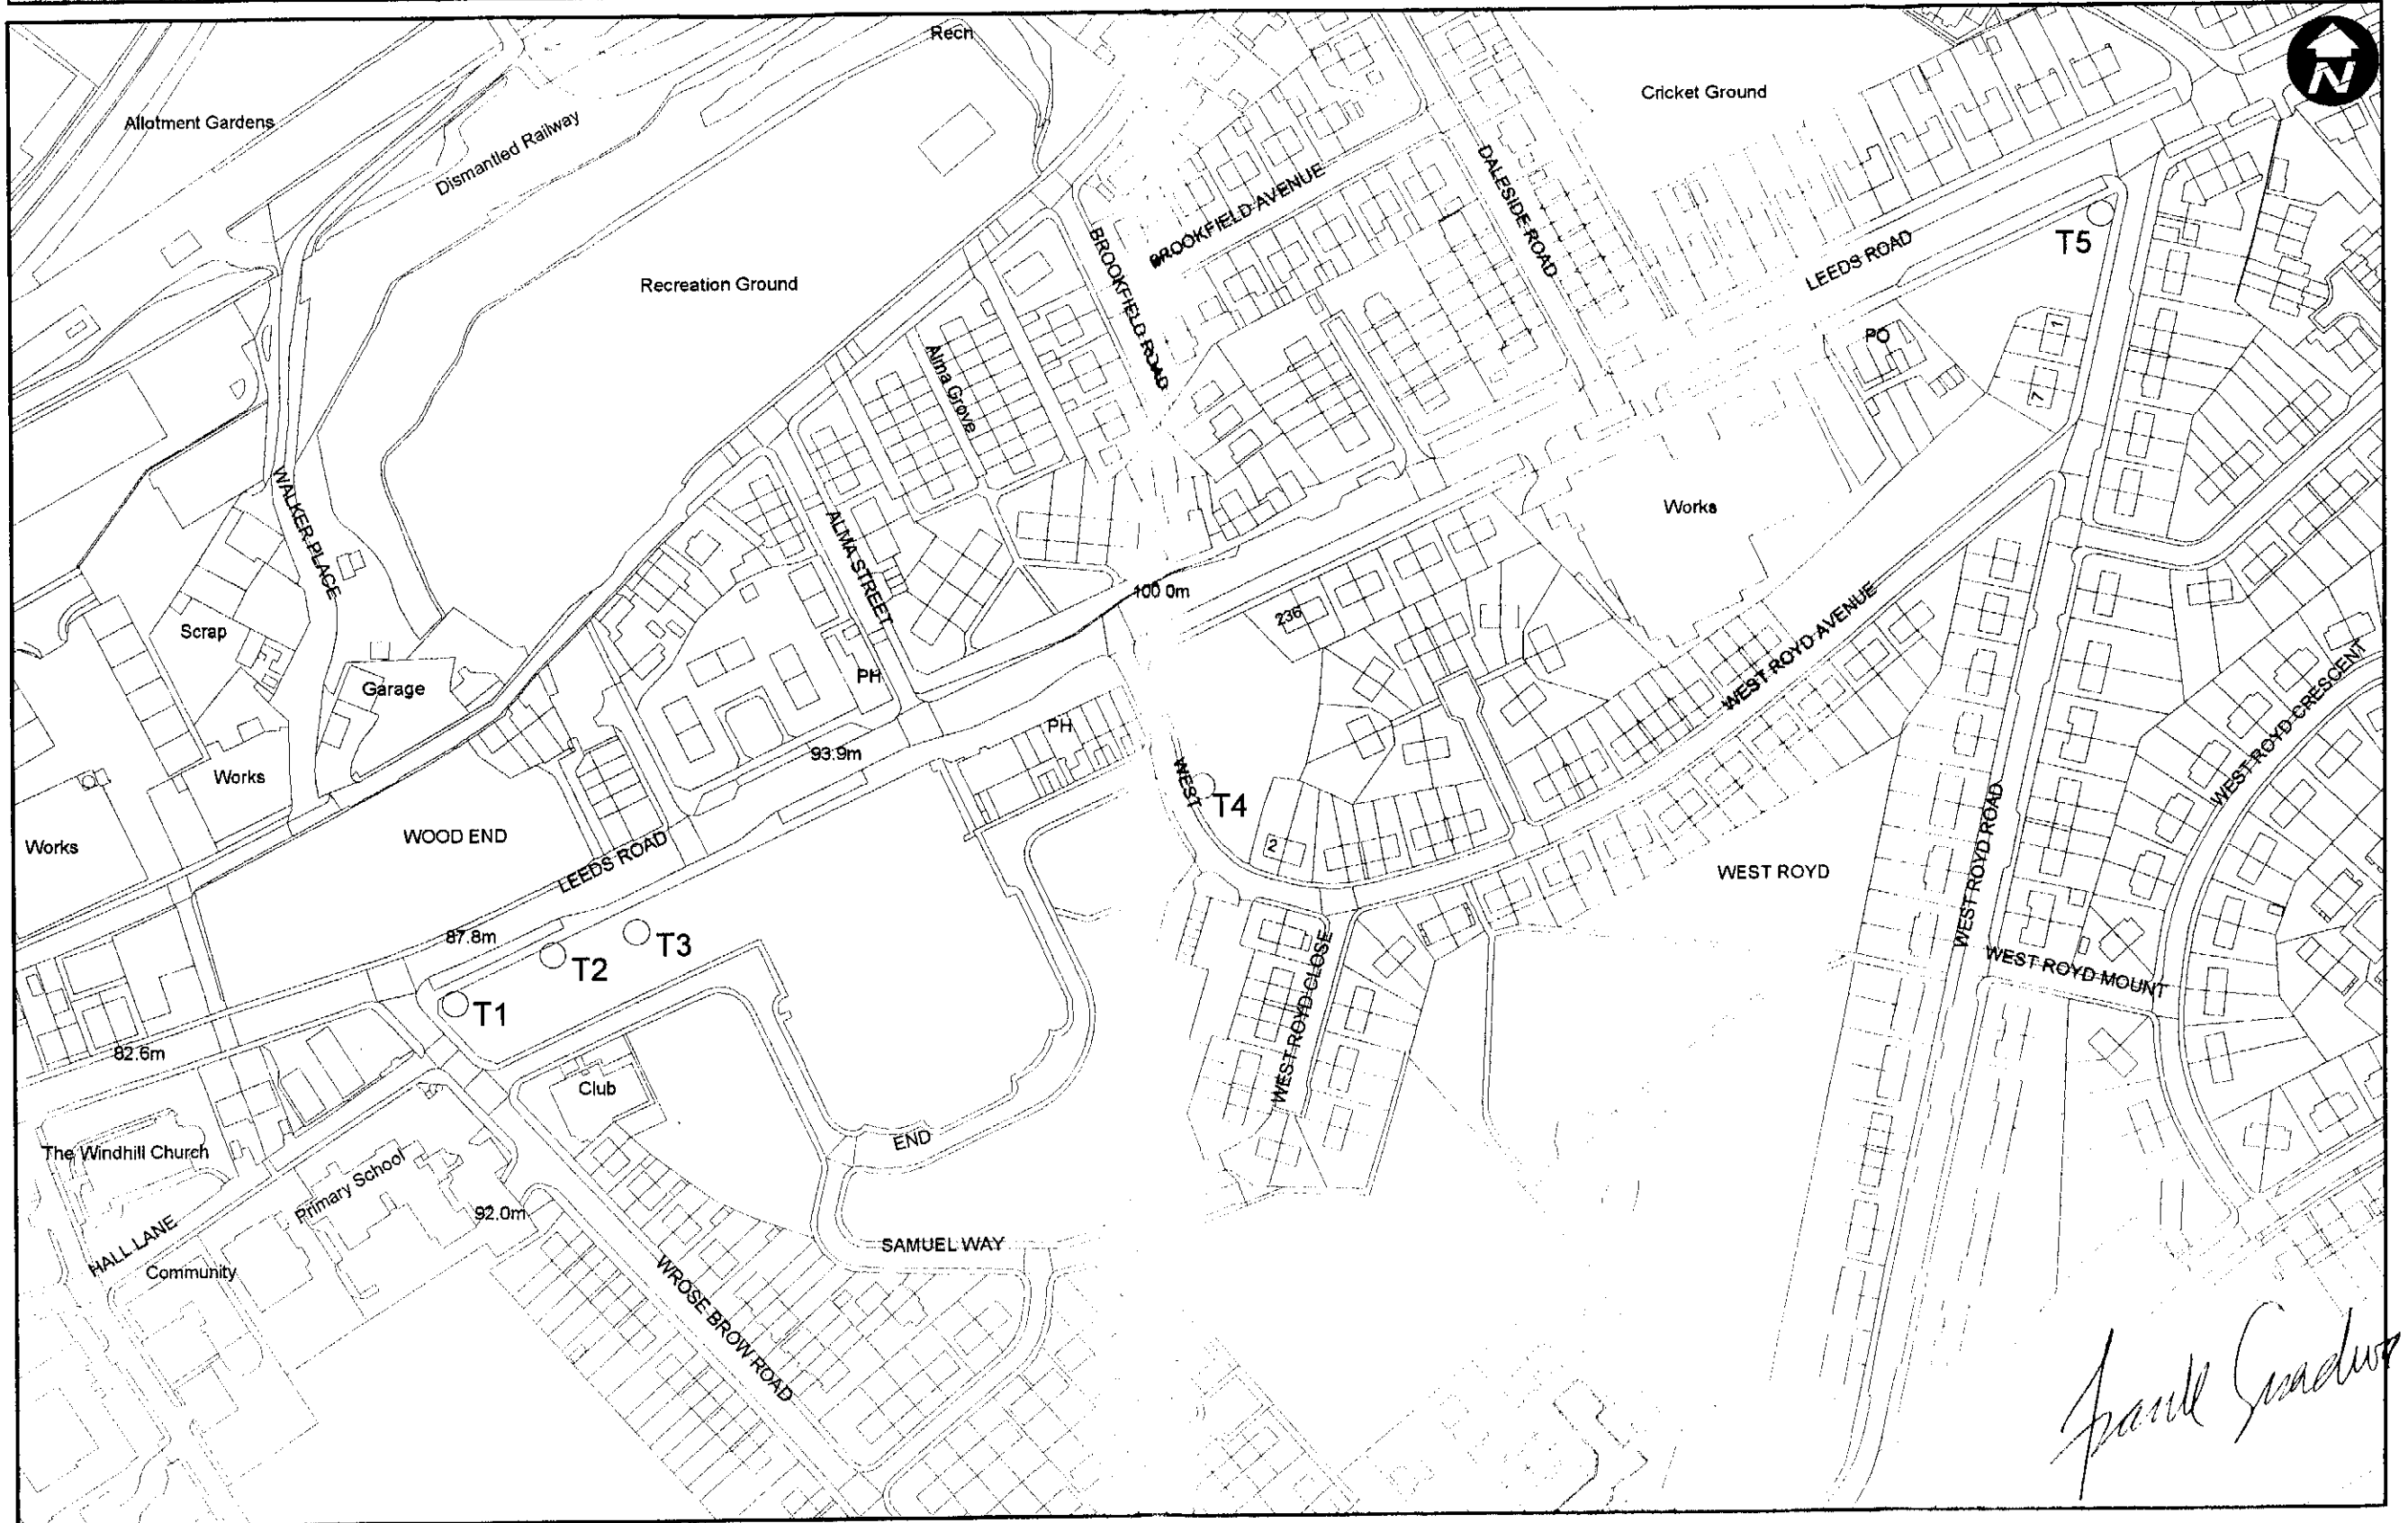 Recn
N
Cricket Ground
Allotment Gardens
Dismantled Railway
DALESIDE ROAD
BROOKFIELD AVENUE
BROOKFIELD ROAD
LEEDS ROAD
T5
Recreation Ground
PO
1
7
Alma Grove
WALKER PLACE
ALMA STREET
Works
100.0m
236
WEST ROYD AVENUE
Scrap
Garage
PH
PH
93.9m
WEST ROYD CRESCENT
Works
WEST
T4
Works
WOOD END
LEEDS ROAD
2
WEST ROYD
WEST ROYD ROAD
87.8m
T3
T2
T1
WEST ROYD CLOSE
WEST ROYD MOUNT
82.6m
Club
END
The Windhill Church
Primary School
92.0m
HALL LANE
Community
SAMUEL WAY
WROSE BROW ROAD